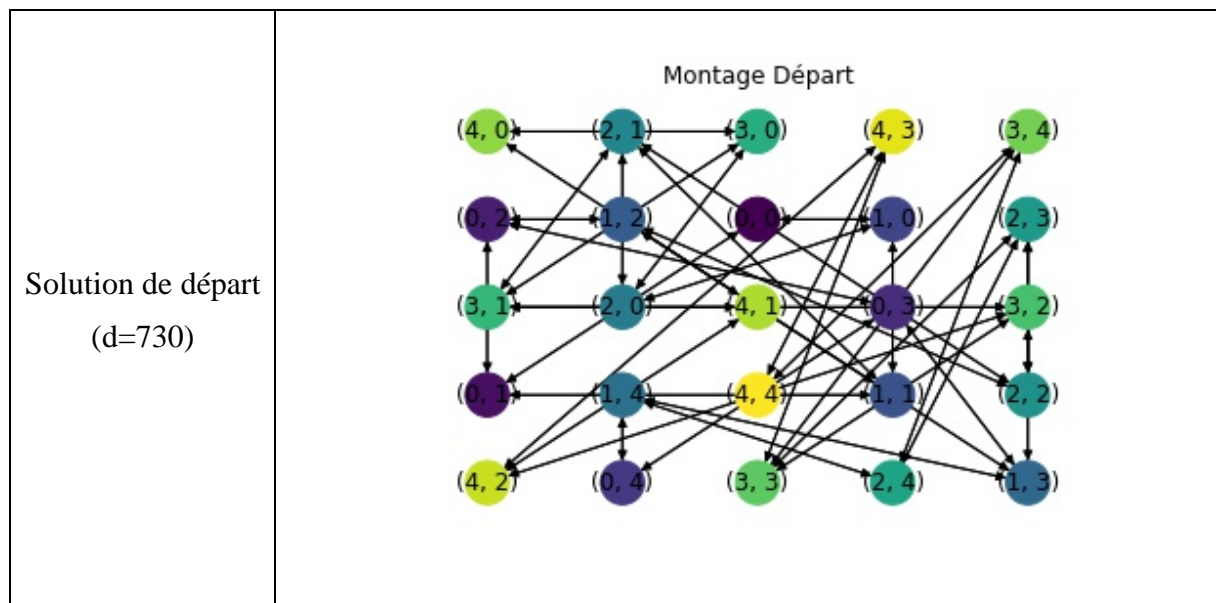 Solution de départ
(d=730)
Montage Départ
(4, 0) (2, 1) (3, 0) (4, 3) (3, 4)
(0, 2) (1, 2) (0, 0) (1, 0) (2, 3)
(3, 1) (2, 0) (4, 1) (0, 3) (3, 2)
(0, 1) (1, 4) (4, 4) (1, 1) (2, 2)
(4, 2) (0, 4) (3, 3) (2, 4) (1, 3)